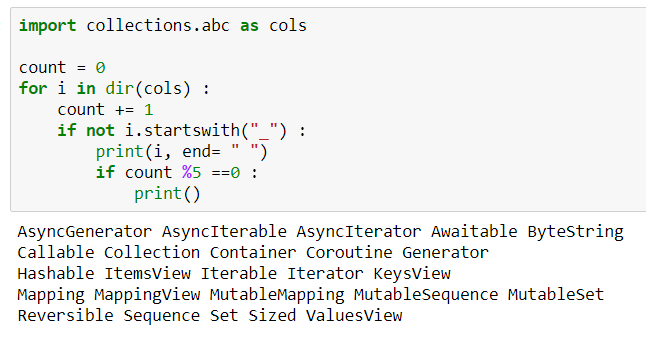 import collections.abc as cols
count = 0
for i in dir(cols) :
    count += 1
    if not i.startswith("_") :
        print(i, end= " ")
        if count %5 ==0 :
            print()
AsyncGenerator AsyncIterable AsyncIterator Awaitable ByteString
Callable Collection Container Coroutine Generator
Hashable ItemsView Iterable Iterator KeysView
Mapping MappingView MutableMapping MutableSequence MutableSet
Reversible Sequence Set Sized ValuesView